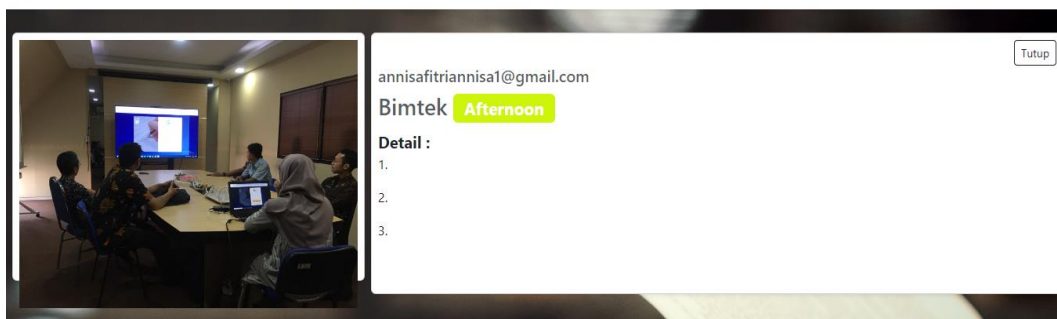 Tutup
annisafitriannisa1@gmail.com
Bimtek Afternoon
Detail :
1.
2.
3.